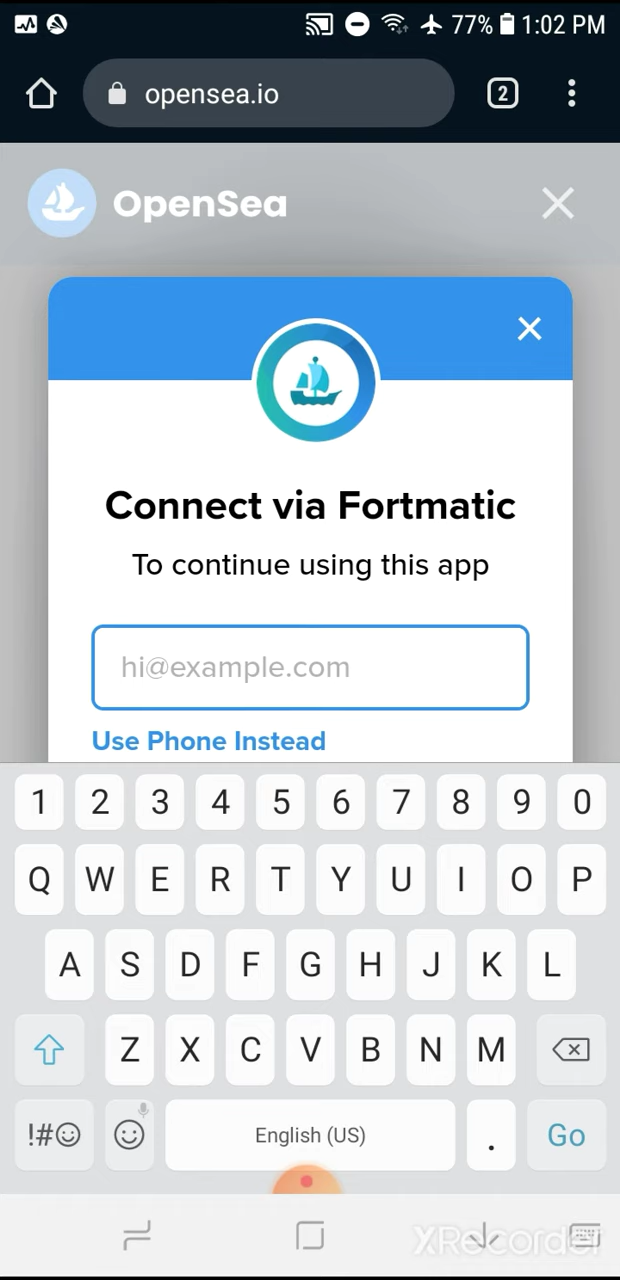 77% 1:02 PM
opensea.io
2
OpenSea
Connect via Fortmatic
To continue using this app
hi@example.com
Use Phone Instead
1 2 3 4 5 6 7 8 9 0
Q W E R T Y U I O P
A S D F G H J K L
Z X C V B N M
!#☺ English (US) . Go
XRecorder